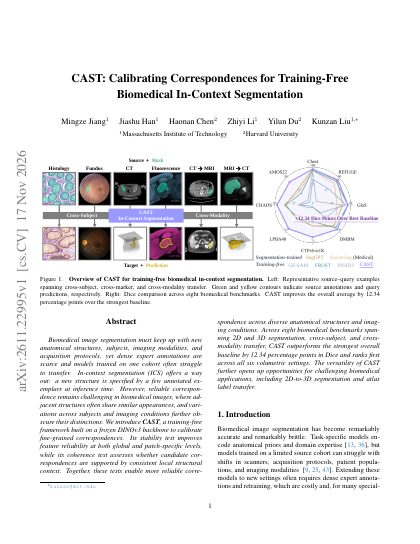 CAST: Calibrating Correspondences for Training-Free
Biomedical In-Context Segmentation
Mingze Jiang¹ Jiashu Han¹ Haonan Chen² Zhiyi Li¹ Yilun Du² Kunzan Liu¹,*
¹Massachusetts Institute of Technology ²Harvard University
arXiv:2611.22995v1 [cs.CV] 17 Nov 2026
Source + Mask
Histology Fundus CT Fluorescence CT → MRI MRI → CT
Cross-Subject CAST In-Context Segmentation Cross-Modality
Target + Prediction
Chest
AMOS22 REFUGE
CHAOS GlaS
+12.34 Dice Points Over Best Baseline
LPBA40
Segmentation-trained SegGPT (Medical)
Training-free FROST CAST
Figure 1. Overview of CAST for training-free biomedical in-context segmentation. Left: Representative source-query examples
spanning cross-subject, cross-marker, and cross-modality transfer. Green and yellow contours indicate source annotations and query
predictions, respectively. Right: Dice comparison across eight biomedical benchmarks. CAST improves the overall average by 12.34
percentage points over the strongest baseline.
Abstract
Biomedical image segmentation must keep up with new
anatomical structures, subjects, imaging modalities, and
acquisition protocols, yet dense expert annotations are
scarce and models trained on one cohort often struggle
to transfer. In-context segmentation (ICS) offers a way
out: a new structure is specified by a few annotated ex-
emplars at inference time. However, reliable correspon-
dence remains challenging in biomedical images, where ad-
jacent structures often share similar appearances, and vari-
ations across subjects and imaging conditions further ob-
scure their distinctions. We introduce CAST, a training-free
framework built on a frozen DINOv3 backbone to calibrate
fine-grained correspondences. Its stability test improves
feature reliability at both global and patch-specific levels,
while its coherence test assesses whether candidate cor-
respondences are supported by consistent local structural
context. Together, these tests enable more reliable corre-
spondence across diverse anatomical structures and imag-
ing conditions. Across eight biomedical benchmarks span-
ning 2D and 3D segmentation, cross-subject, and cross-
modality transfer, CAST outperforms the strongest overall
baseline by 12.34 percentage points in Dice and ranks first
across all six volumetric settings. The versatility of CAST
further opens up opportunities for challenging biomedical
applications, including 2D-to-3D segmentation and atlas
label transfer.
1. Introduction
Biomedical image segmentation has become remarkably
accurate and remarkably brittle. Task-specific models en-
code anatomical priors and domain expertise [13, 36], but
models trained on a limited source cohort can struggle with
shifts in scanners, acquisition protocols, patient populations,
and imaging modalities [9, 25, 43]. Extending these
models to new settings often requires dense expert annota-
tions and retraining, which are costly and, for many special-
1